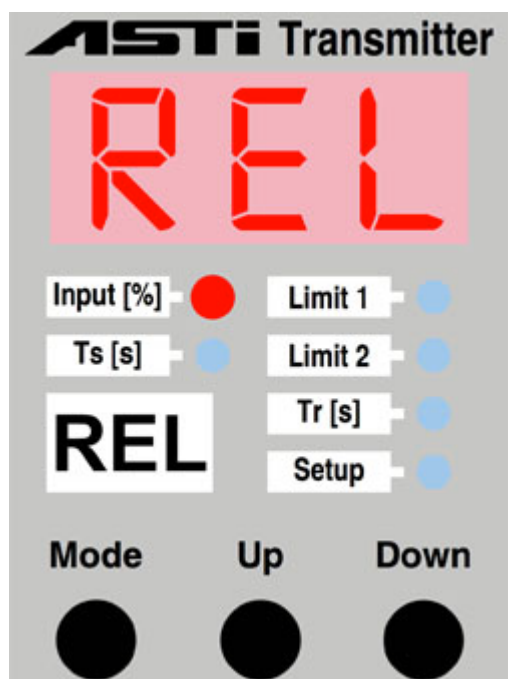 ASTi Transmitter
REL
Input [%]
Limit 1
Ts [s]
Limit 2
REL
Tr [s]
Setup
Mode Up Down